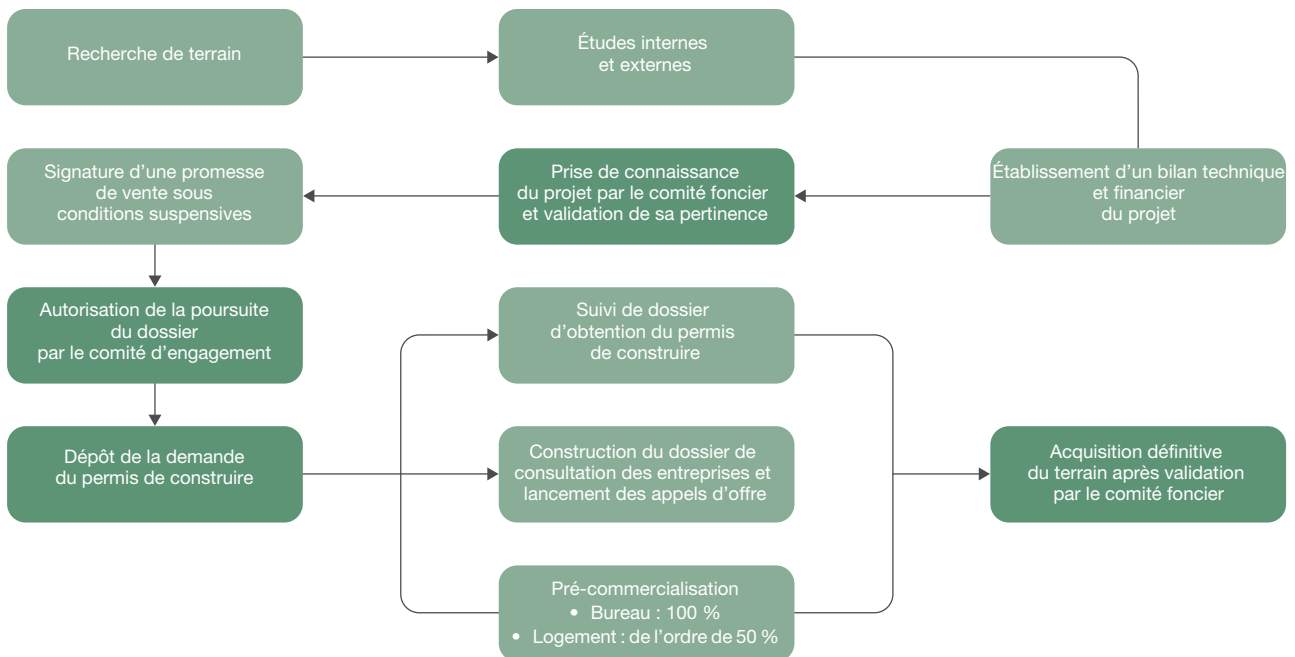 Recherche de terrain
Études internes
et externes
Établissement d'un bilan technique
et financier
du projet
Prise de connaissance
du projet par le comité foncier
et validation de sa pertinence
Signature d'une promesse
de vente sous
conditions suspensives
Autorisation de la poursuite
du dossier
par le comité d'engagement
Dépôt de la demande
du permis de construire
Suivi de dossier
d'obtention du permis
de construire
Construction du dossier de
consultation des entreprises et
lancement des appels d'offre
Pré-commercialisation
• Bureau : 100 %
• Logement : de l'ordre de 50 %
Acquisition définitive
du terrain après validation
par le comité foncier